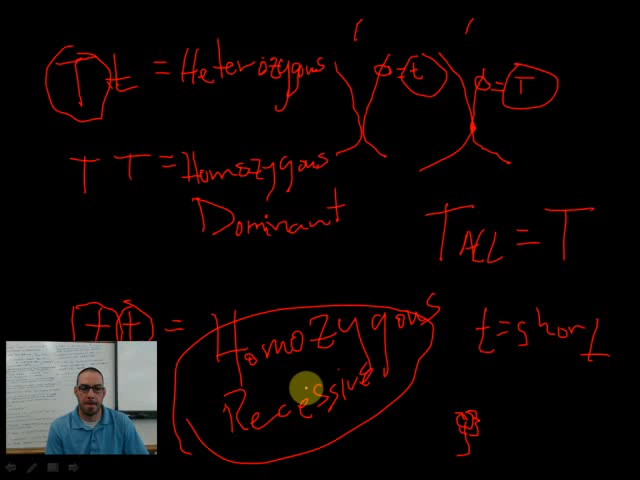 Tt = Heterozygous
φ=t
φ=T
TT = Homozygous
Dominant
TALL = T
tt = Homozygous
Recessive
t=short